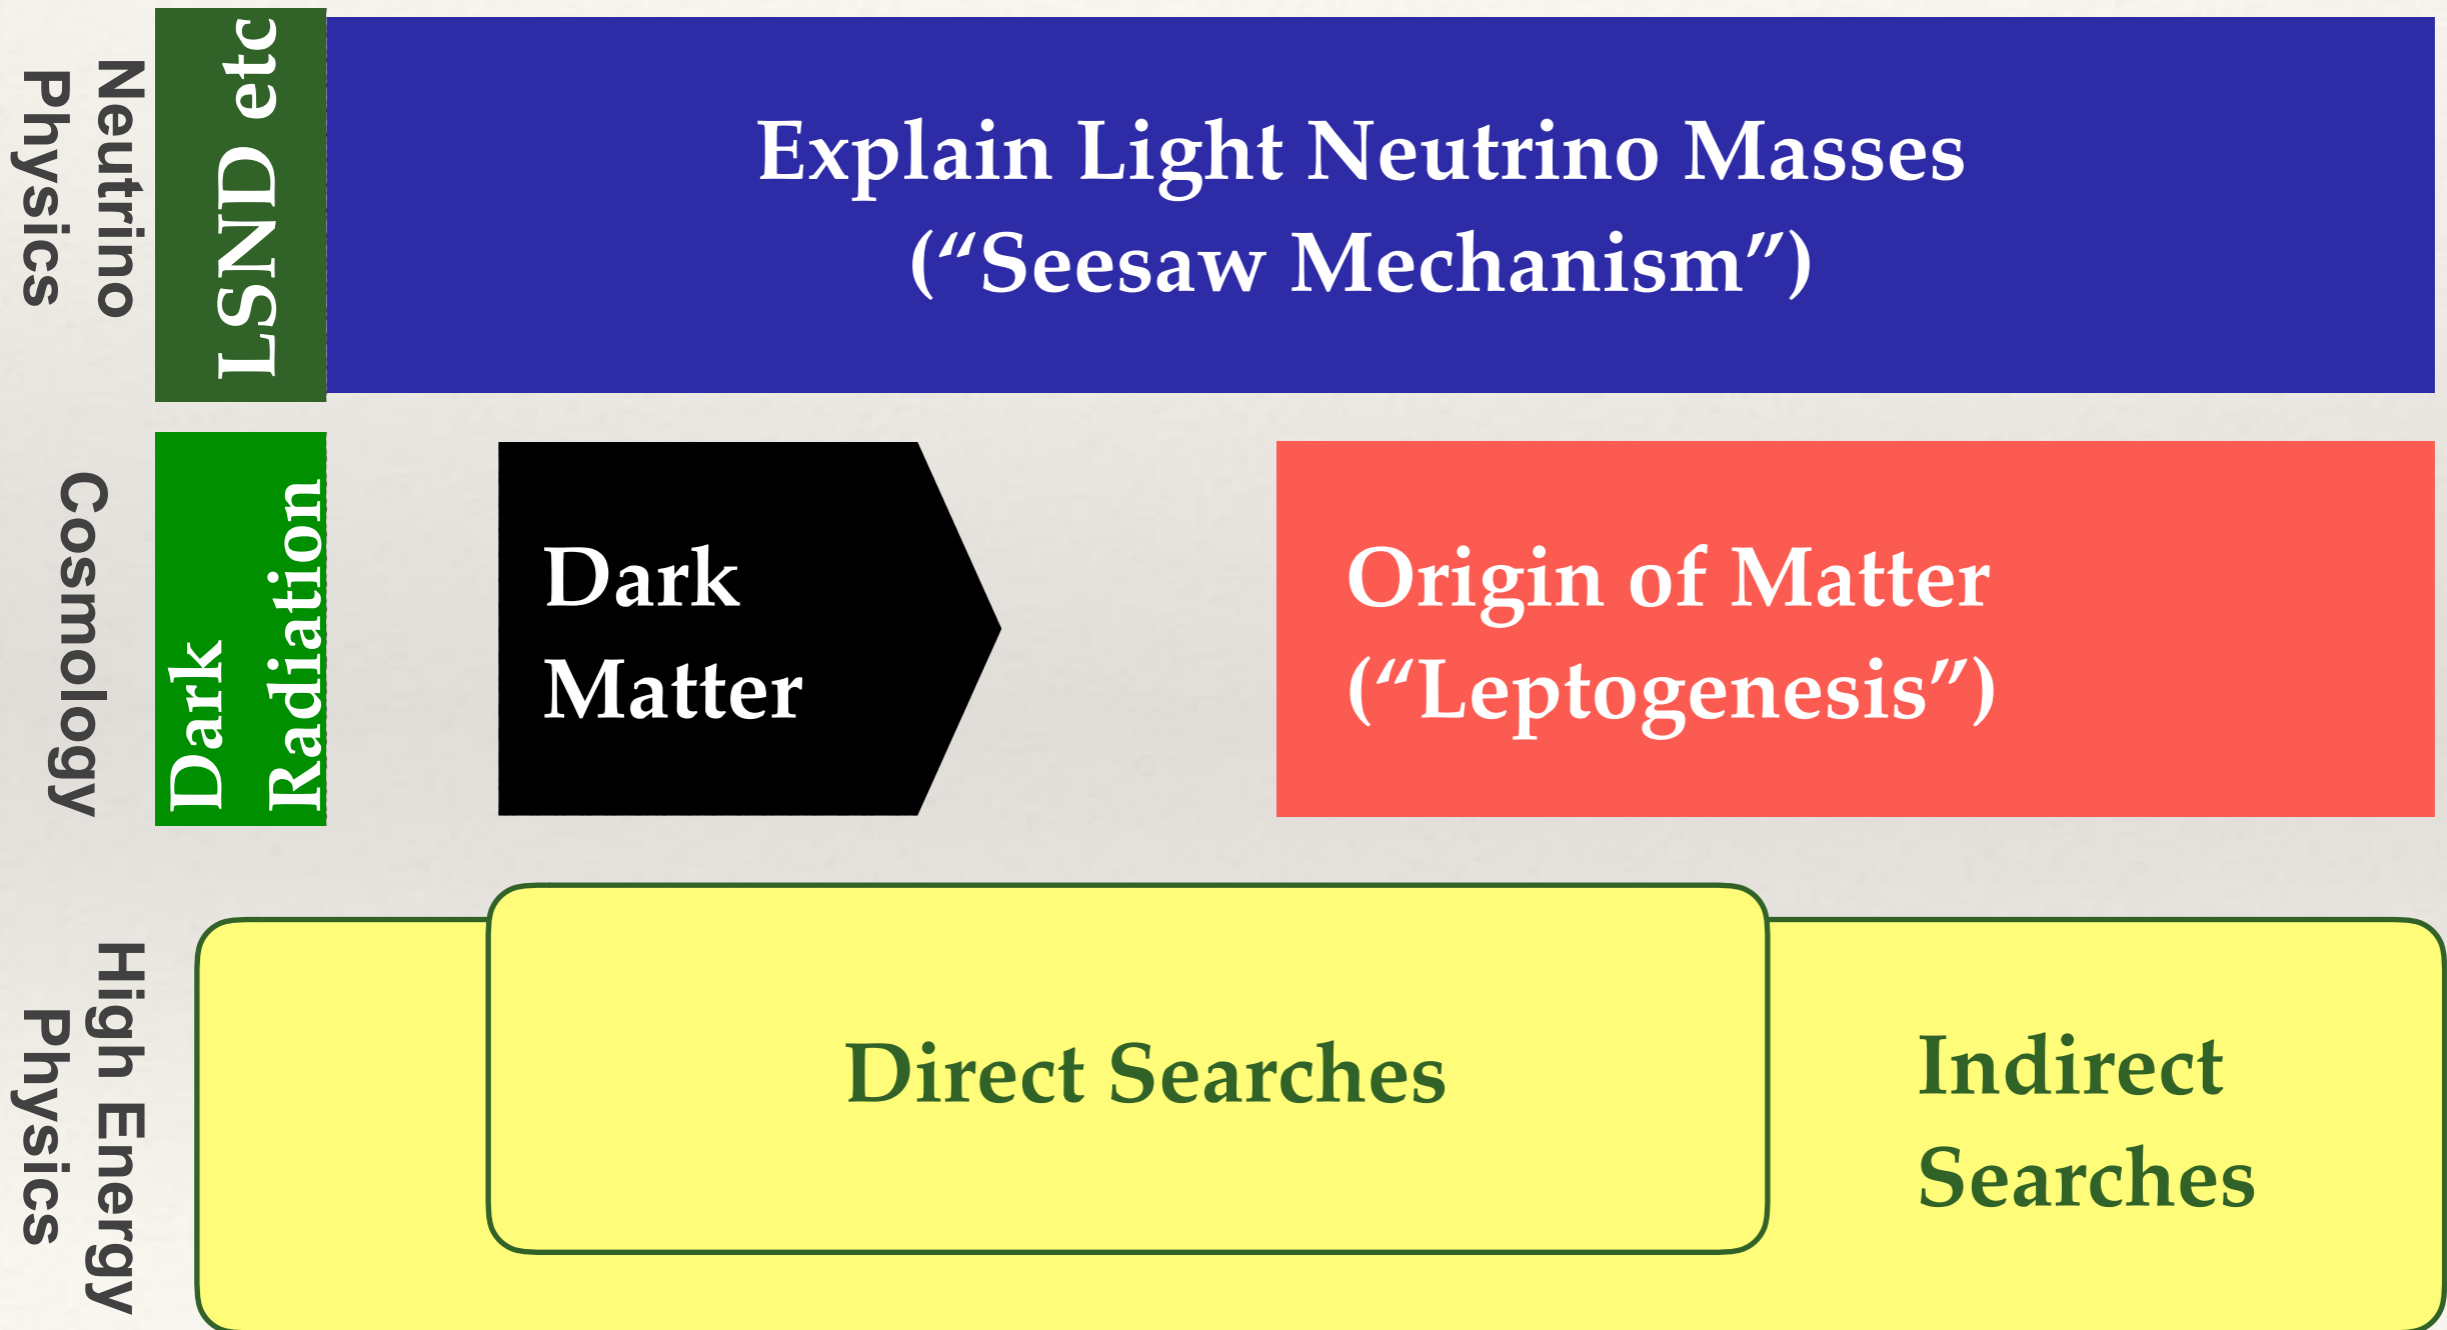 Neutrino
Physics
LSND etc
Explain Light Neutrino Masses
(“Seesaw Mechanism”)
Cosmology
Dark
Radiation
Dark
Matter
Origin of Matter
(“Leptogenesis”)
High Energy
Physics
Direct Searches
Indirect
Searches